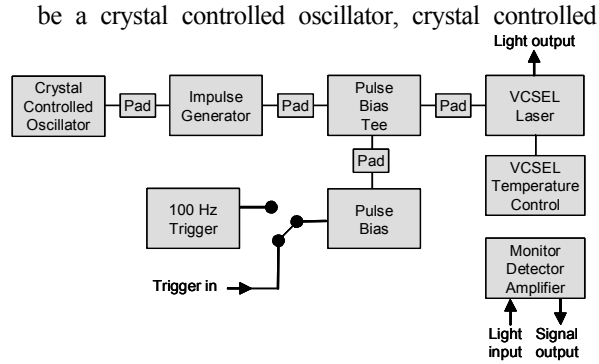 be a crystal controlled oscillator, crystal controlled
Light output
Crystal
Controlled
Oscillator
Pad
Impulse
Generator
Pad
Pulse
Bias
Tee
Pad
VCSEL
Laser
Pad
VCSEL
Temperature
Control
100 Hz
Trigger
Pulse
Bias
Trigger in
Monitor
Detector
Amplifier
Light
input
Signal
output